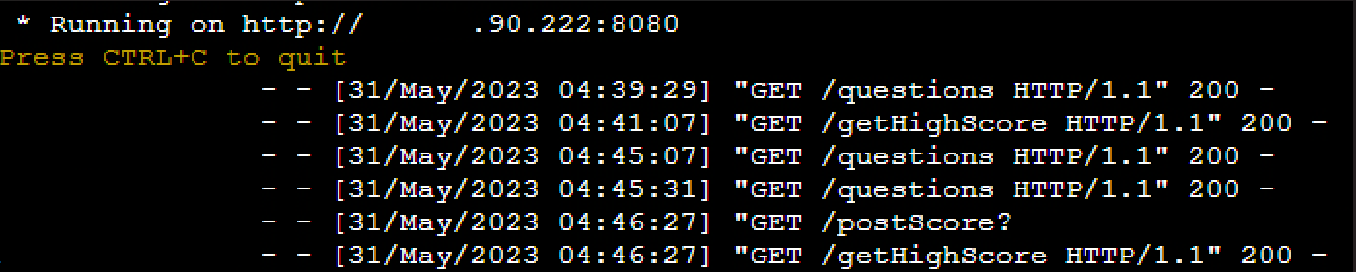 * Running on http:// .90.222:8080
Press CTRL+C to quit
- - [31/May/2023 04:39:29] "GET /questions HTTP/1.1" 200 -
- - [31/May/2023 04:41:07] "GET /getHighScore HTTP/1.1" 200 -
- - [31/May/2023 04:45:07] "GET /questions HTTP/1.1" 200 -
- - [31/May/2023 04:45:31] "GET /questions HTTP/1.1" 200 -
- - [31/May/2023 04:46:27] "GET /postScore?
- - [31/May/2023 04:46:27] "GET /getHighScore HTTP/1.1" 200 -